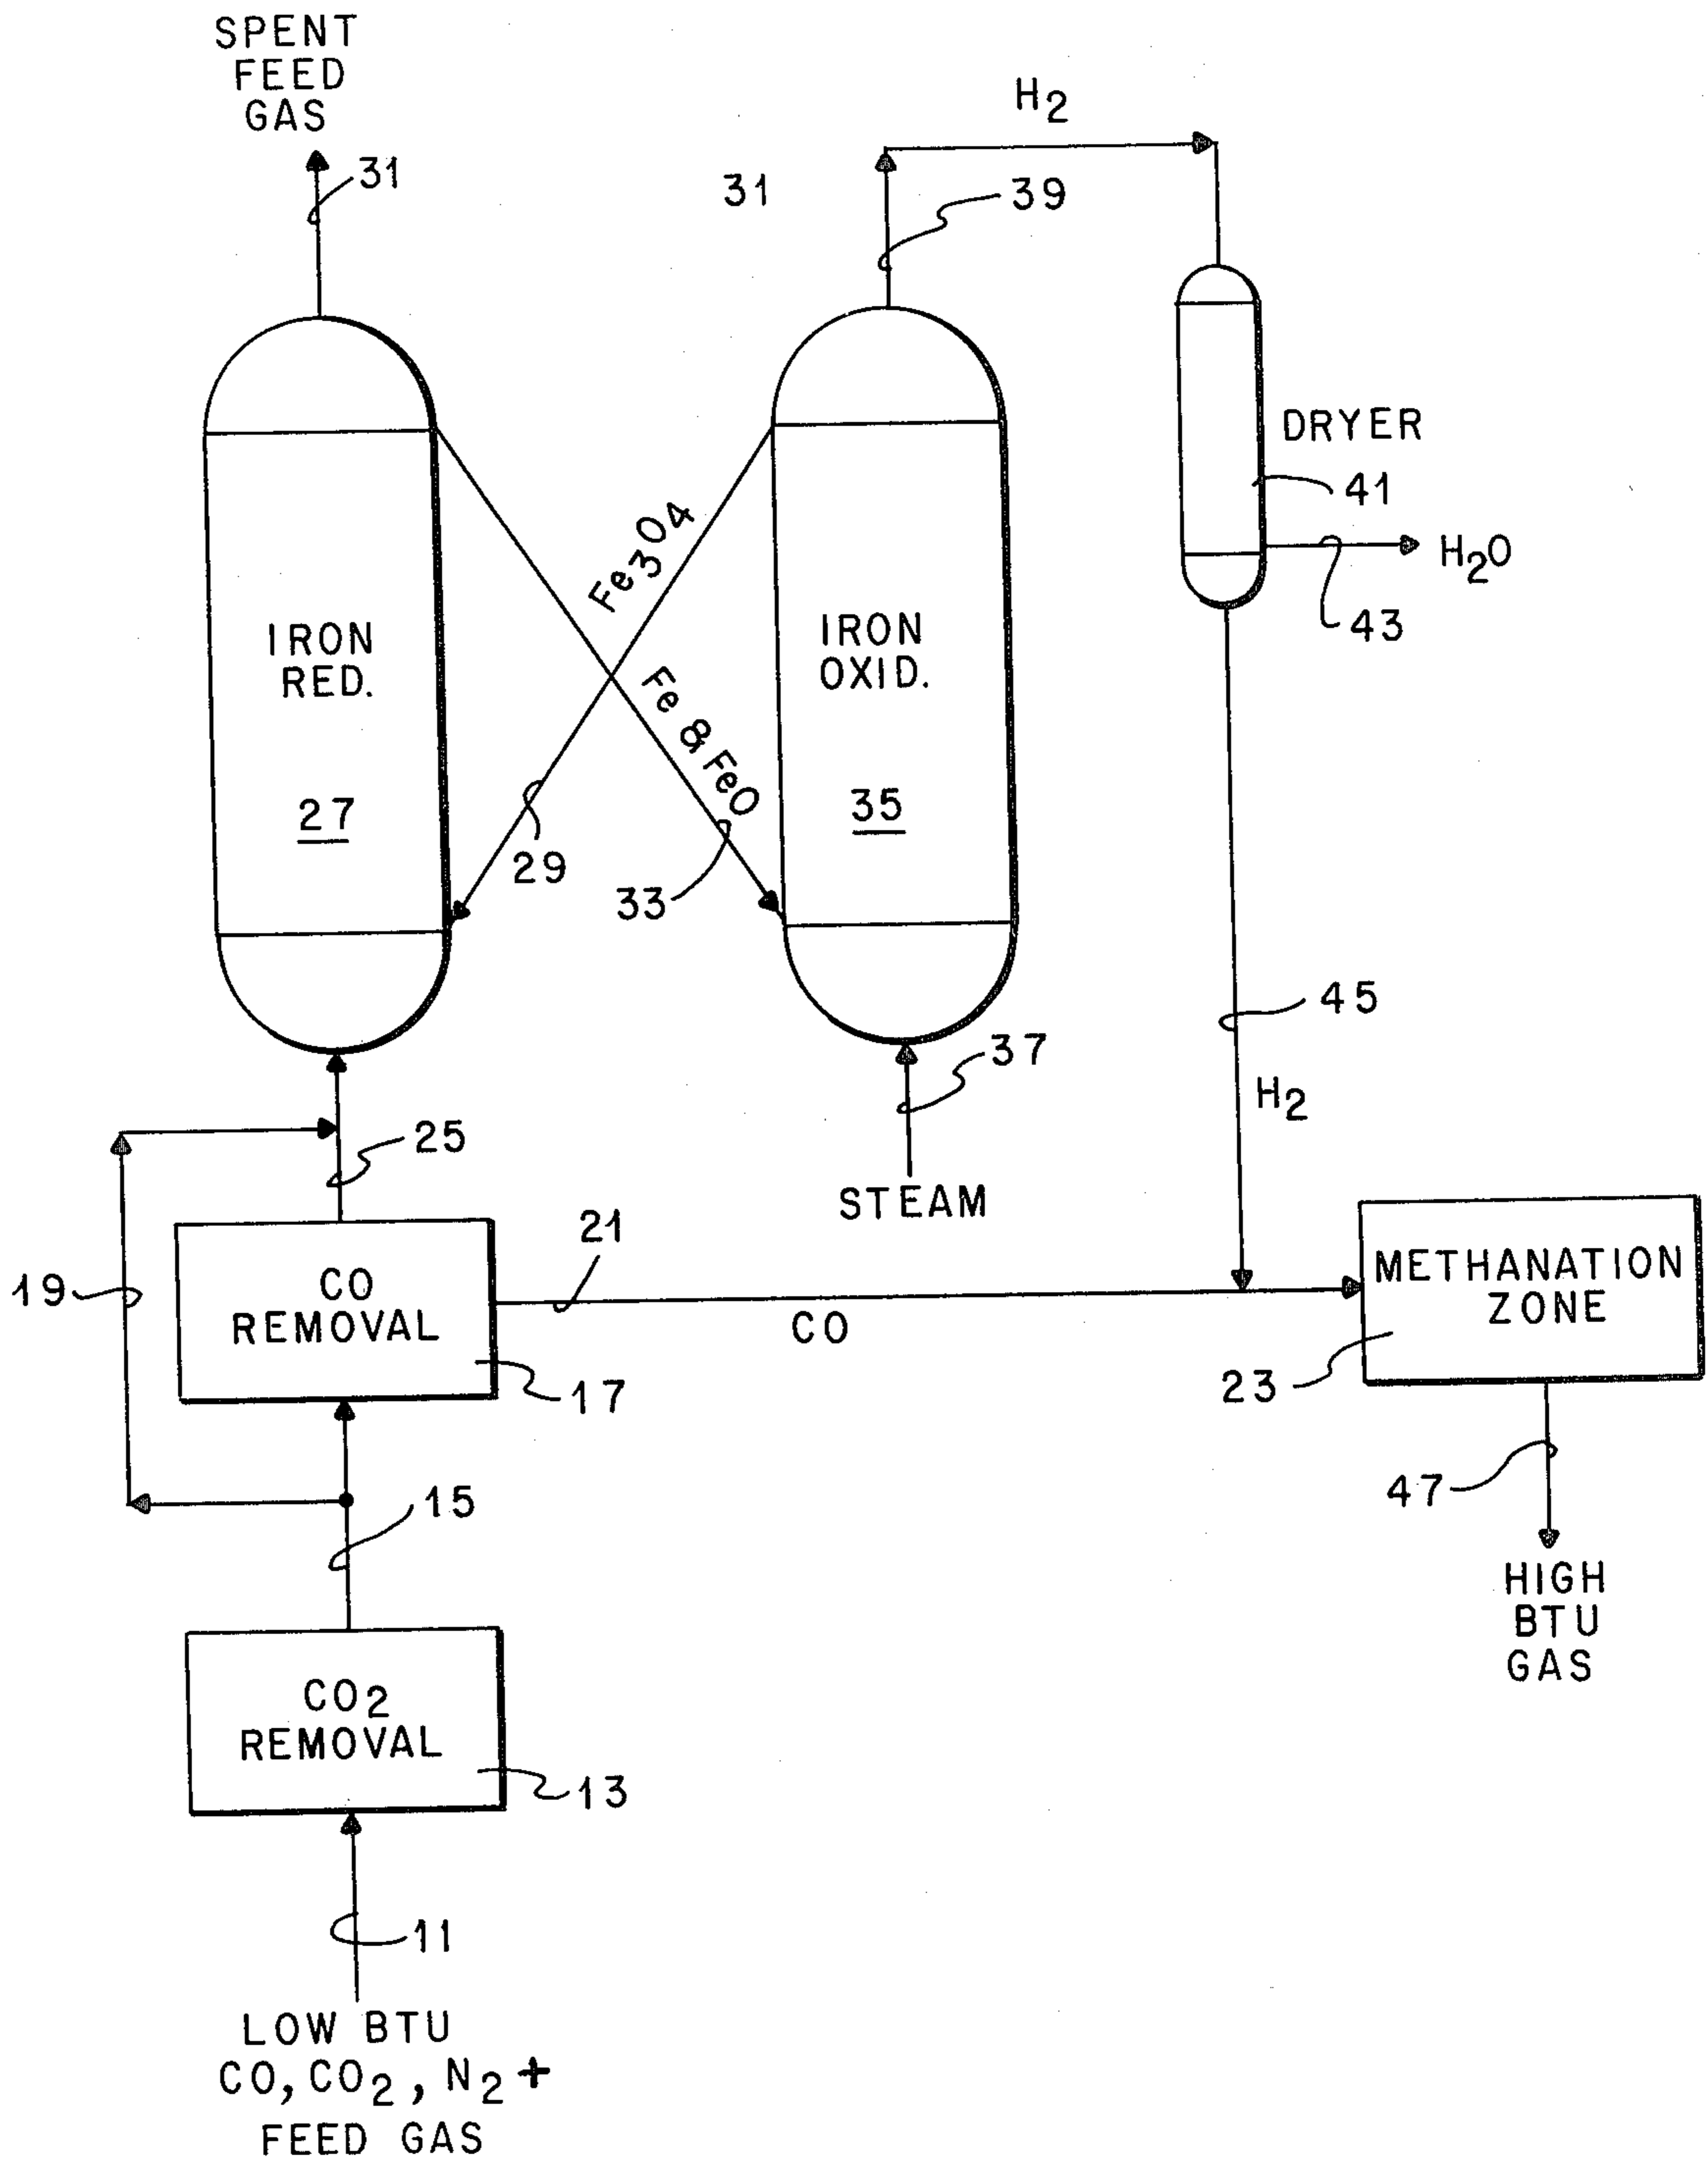 SPENT
FEED
GAS
H2
31
31
39
DRYER
41
H2O
43
Fe3O4
IRON
RED.
27
IRON
OXID.
35
Fe & FeO
29
33
45
37
H2
25
STEAM
21
19
CO
REMOVAL
17
CO
METHANATION
ZONE
23
47
15
HIGH
BTU
GAS
CO2
REMOVAL
13
11
LOW BTU
CO, CO2, N2+
FEED GAS